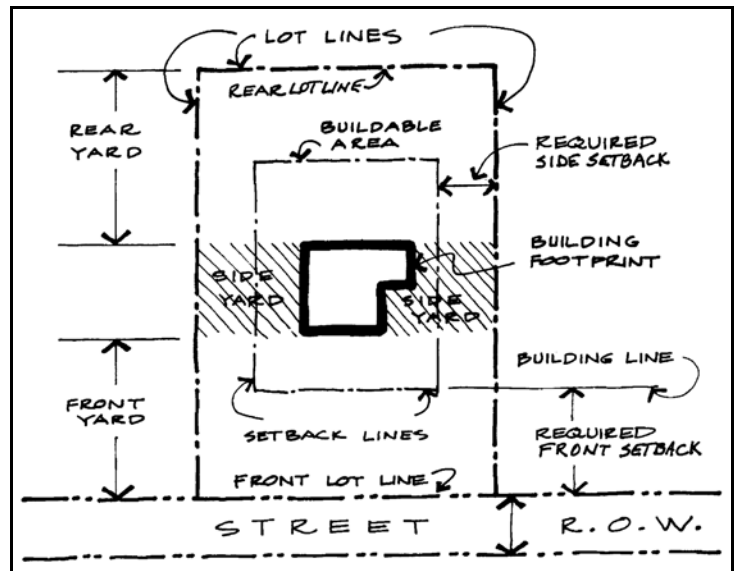 LOT LINES
REAR LOT LINE
REAR
YARD
BUILDABLE
AREA
REQUIRED
SIDE SETBACK
BUILDING
FOOTPRINT
SIDE
YARD
SIDE
YARD
BUILDING LINE
FRONT
YARD
SETBACK LINES
REQUIRED
FRONT SETBACK
FRONT LOT LINE
STREET R.O.W.